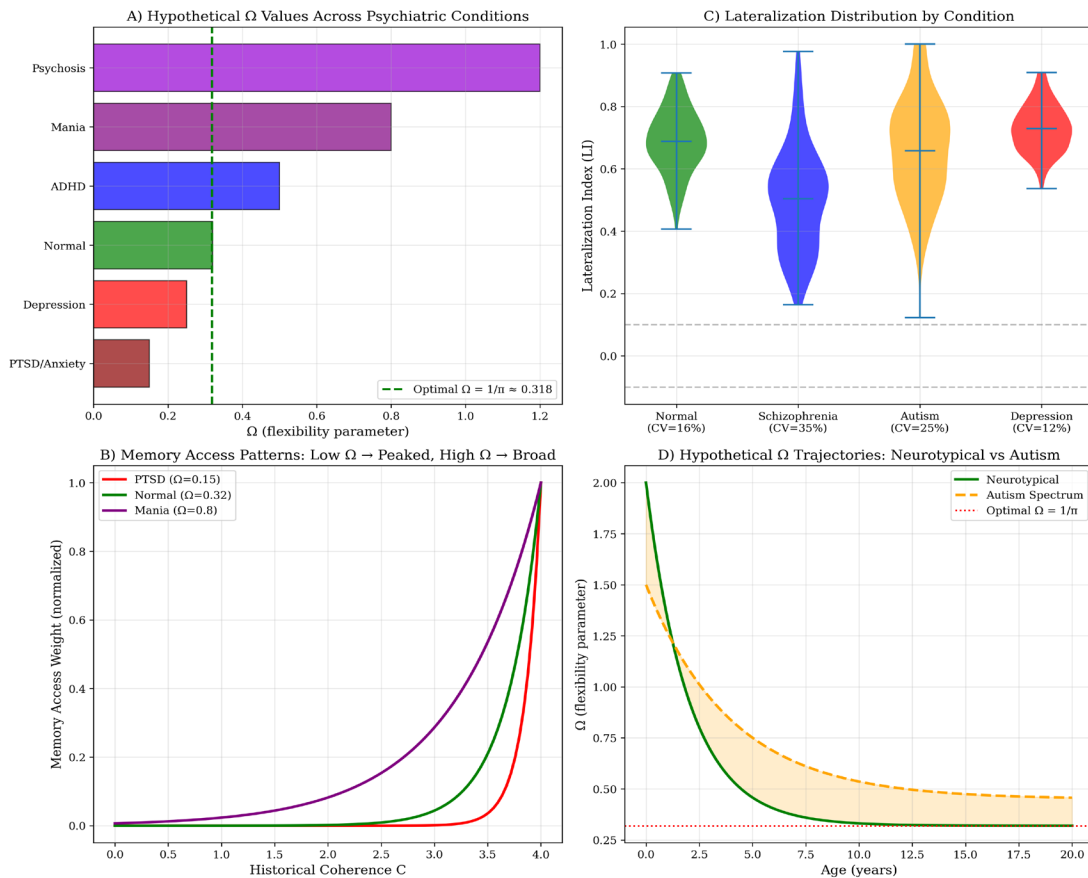 A) Hypothetical Ω Values Across Psychiatric Conditions
Psychosis
Mania
ADHD
Normal
Depression
PTSD/Anxiety
Optimal Ω = 1/π ≈ 0.318
0.0 0.2 0.4 0.6 0.8 1.0 1.2
Ω (flexibility parameter)
C) Lateralization Distribution by Condition
Lateralization Index (LI)
1.0
0.8
0.6
0.4
0.2
0.0
Normal
(CV=16%)
Schizophrenia
(CV=35%)
Autism
(CV=25%)
Depression
(CV=12%)
B) Memory Access Patterns: Low Ω → Peaked, High Ω → Broad
PTSD (Ω=0.15)
Normal (Ω=0.32)
Mania (Ω=0.8)
Memory Access Weight (normalized)
1.0
0.8
0.6
0.4
0.2
0.0
0.0 0.5 1.0 1.5 2.0 2.5 3.0 3.5 4.0
Historical Coherence C
D) Hypothetical Ω Trajectories: Neurotypical vs Autism
Neurotypical
Autism Spectrum
Optimal Ω = 1/π
Ω (flexibility parameter)
2.00
1.75
1.50
1.25
1.00
0.75
0.50
0.25
0.0 2.5 5.0 7.5 10.0 12.5 15.0 17.5 20.0
Age (years)